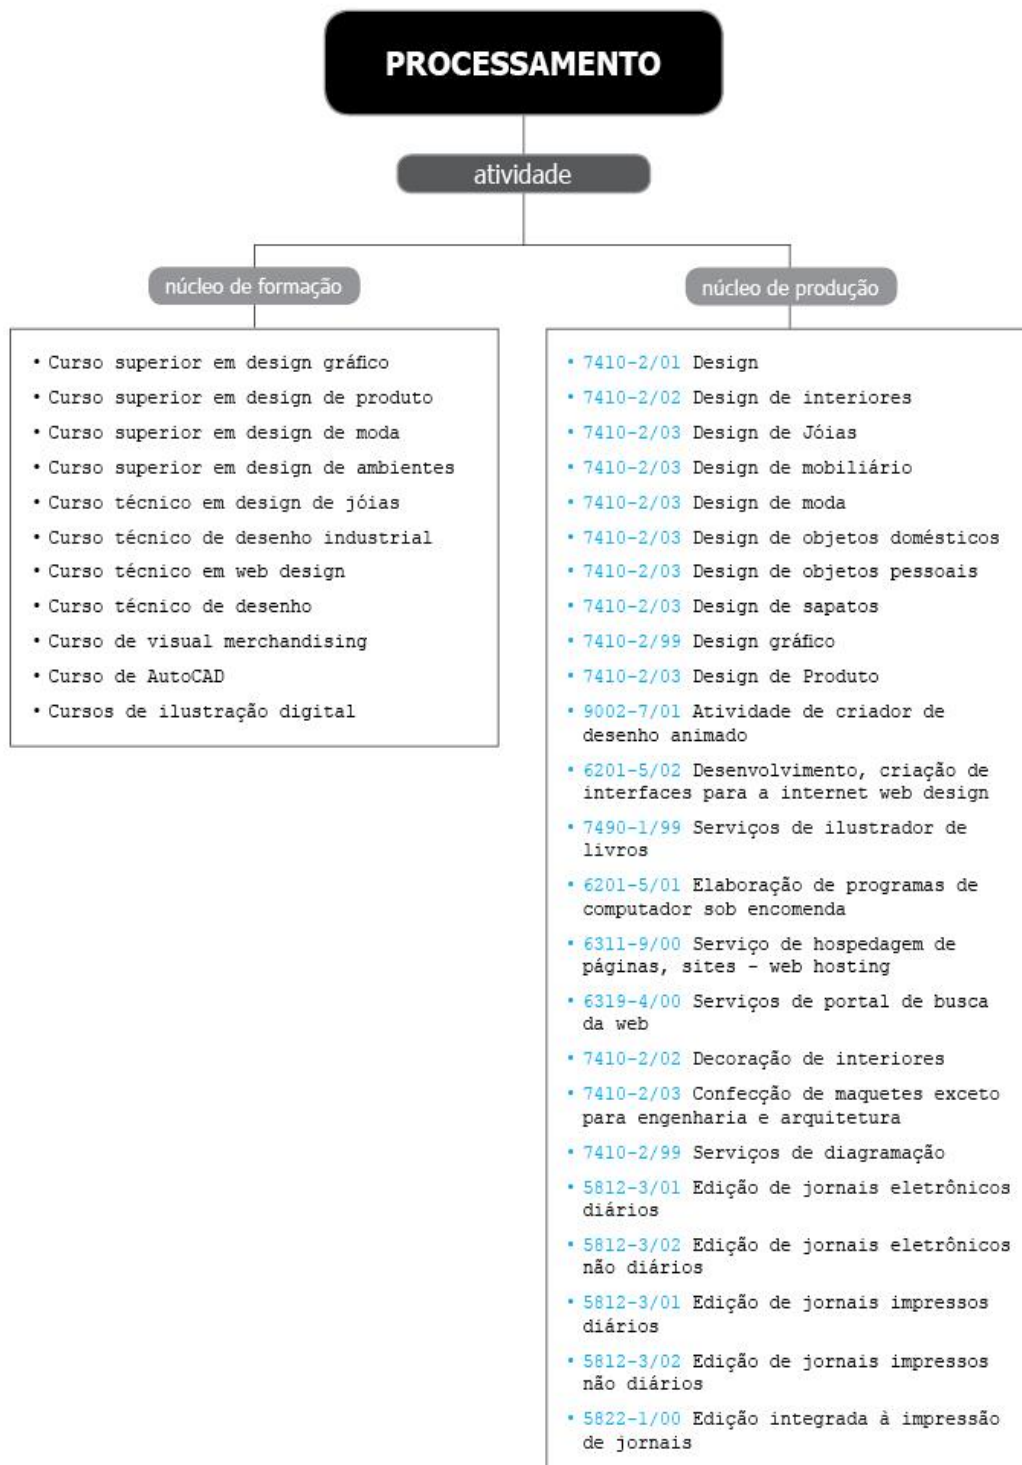 PROCESSAMENTO
atividade
núcleo de formação
• Curso superior em design gráfico
• Curso superior em design de produto
• Curso superior em design de moda
• Curso superior em design de ambientes
• Curso técnico em design de jóias
• Curso técnico de desenho industrial
• Curso técnico em web design
• Curso técnico de desenho
• Curso de visual merchandising
• Curso de AutoCAD
• Cursos de ilustração digital
núcleo de produção
• 7410-2/01 Design
• 7410-2/02 Design de interiores
• 7410-2/03 Design de Jóias
• 7410-2/03 Design de mobiliário
• 7410-2/03 Design de moda
• 7410-2/03 Design de objetos domésticos
• 7410-2/03 Design de objetos pessoais
• 7410-2/03 Design de sapatos
• 7410-2/99 Design gráfico
• 7410-2/03 Design de Produto
• 9002-7/01 Atividade de criador de
desenho animado
• 6201-5/02 Desenvolvimento, criação de
interfaces para a internet web design
• 7490-1/99 Serviços de ilustrador de
livros
• 6201-5/01 Elaboração de programas de
computador sob encomenda
• 6311-9/00 Serviço de hospedagem de
páginas, sites - web hosting
• 6319-4/00 Serviços de portal de busca
da web
• 7410-2/02 Decoração de interiores
• 7410-2/03 Confecção de maquetes exceto
para engenharia e arquitetura
• 7410-2/99 Serviços de diagramação
• 5812-3/01 Edição de jornais eletrônicos
diários
• 5812-3/02 Edição de jornais eletrônicos
não diários
• 5812-3/01 Edição de jornais impressos
diários
• 5812-3/02 Edição de jornais impressos
não diários
• 5822-1/00 Edição integrada à impressão
de jornais